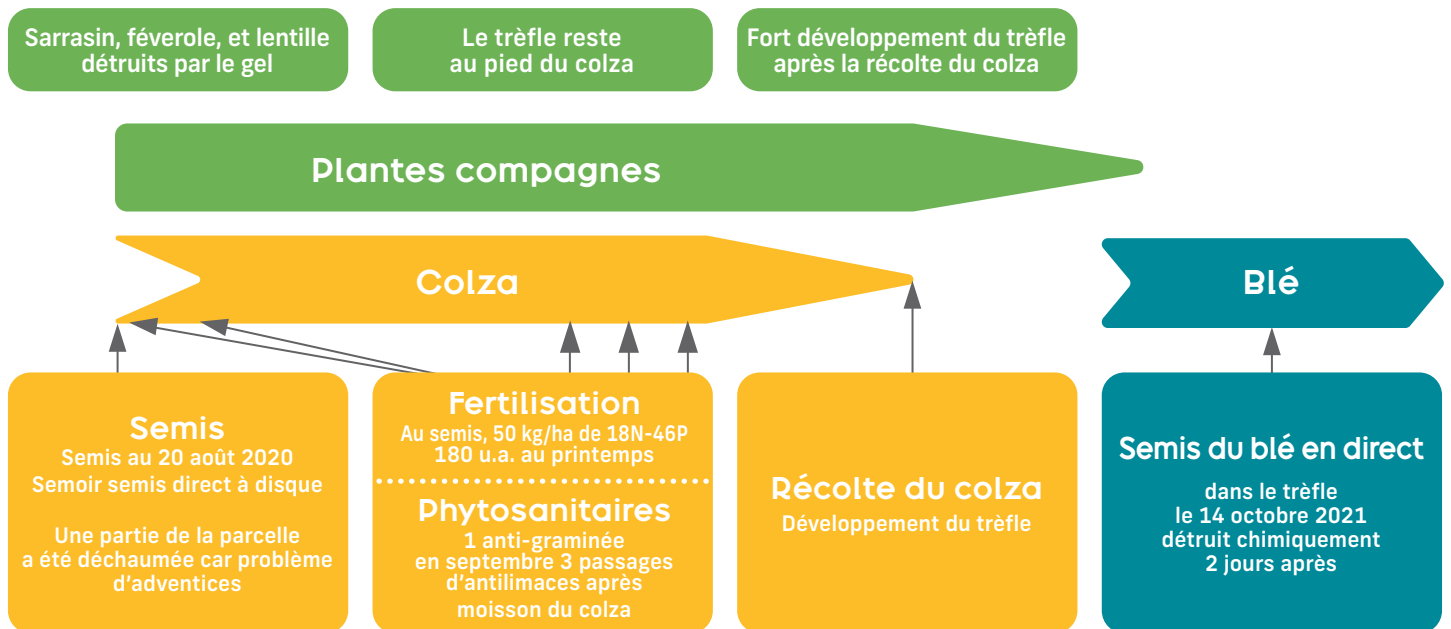 Sarrasin, féverole, et lentille
détruits par le gel
Le trèfle reste
au pied du colza
Fort développement du trèfle
après la récolte du colza
Plantes compagnes
Colza
Blé
Semis
Semis au 20 août 2020
Semoir semis direct à disque
Une partie de la parcelle
a été déchaumée car problème
d'adventices
Fertilisation
Au semis, 50 kg/ha de 18N-46P
180 u.a. au printemps
Phytosanitaires
1 anti-graminée
en septembre 3 passages
d'antilimaces après
moisson du colza
Récolte du colza
Développement du trèfle
Semis du blé en direct
dans le trèfle
le 14 octobre 2021
détruit chimiquement
2 jours après